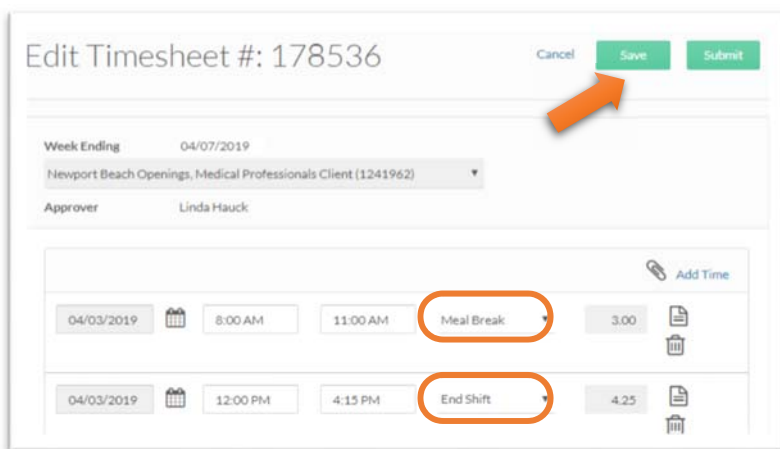 Edit Timesheet #: 178536
Cancel Save Submit
Week Ending 04/07/2019
Newport Beach Openings, Medical Professionals Client (1241962)
Approver Linda Hauck
Add Time
04/03/2019 8:00 AM 11:00 AM Meal Break 3.00
04/03/2019 12:00 PM 4:15 PM End Shift 4.25